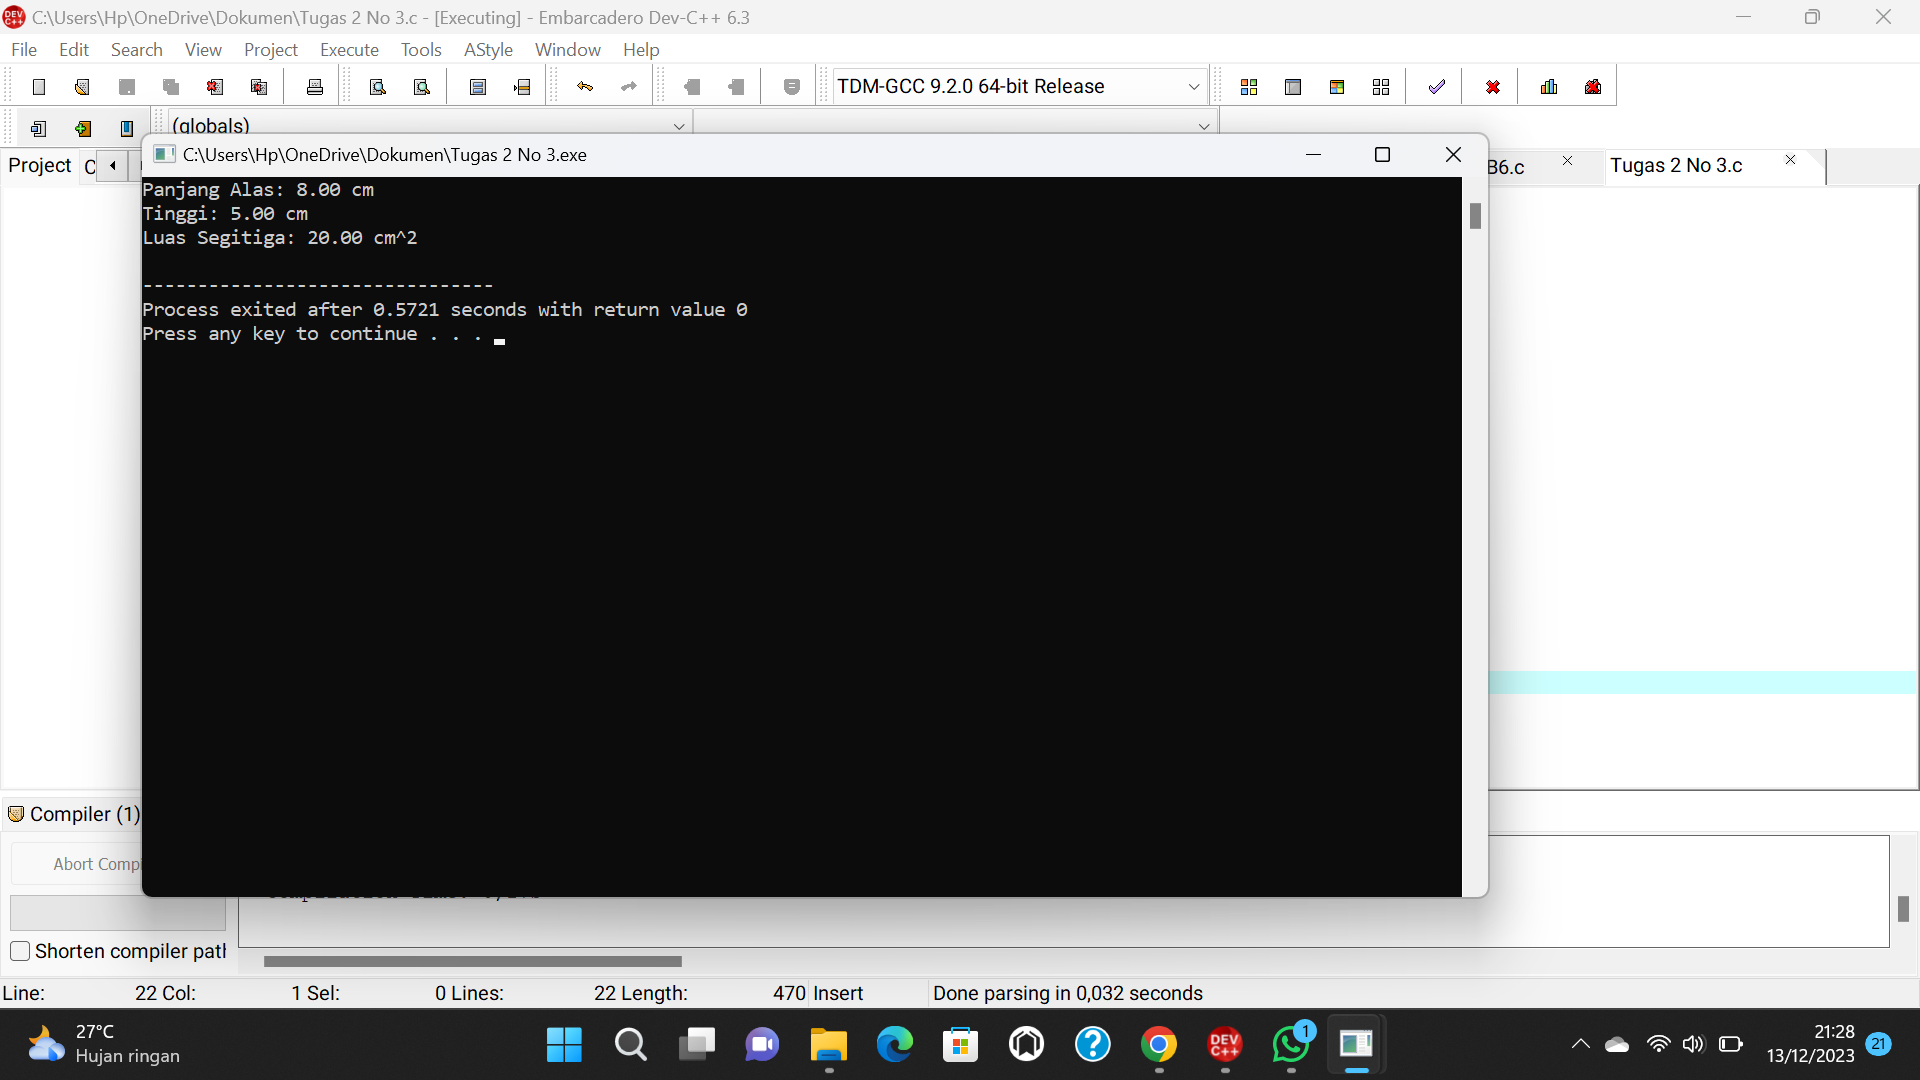 C:\Users\Hp\OneDrive\Dokumen\Tugas 2 No 3.c - [Executing] - Embarcadero Dev-C++ 6.3
File Edit Search View Project Execute Tools AStyle Window Help
TDM-GCC 9.2.0 64-bit Release
(globals)
Project C B6.c Tugas 2 No 3.c
C:\Users\Hp\OneDrive\Dokumen\Tugas 2 No 3.exe
Panjang Alas: 8.00 cm
Tinggi: 5.00 cm
Luas Segitiga: 20.00 cm^2
--------------------------------
Process exited after 0.5721 seconds with return value 0
Press any key to continue . . .
Compiler (1)
Abort Compi
Shorten compiler path
Line: 22 Col: 1 Sel: 0 Lines: 22 Length: 470 Insert Done parsing in 0,032 seconds
27°C
Hujan ringan
DEV C++
1
21:28
13/12/2023
21